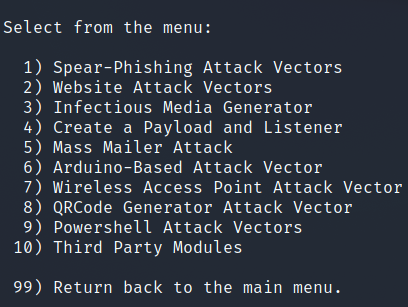 Select from the menu:
1) Spear-Phishing Attack Vectors
2) Website Attack Vectors
3) Infectious Media Generator
4) Create a Payload and Listener
5) Mass Mailer Attack
6) Arduino-Based Attack Vector
7) Wireless Access Point Attack Vector
8) QRCode Generator Attack Vector
9) Powershell Attack Vectors
10) Third Party Modules
99) Return back to the main menu.